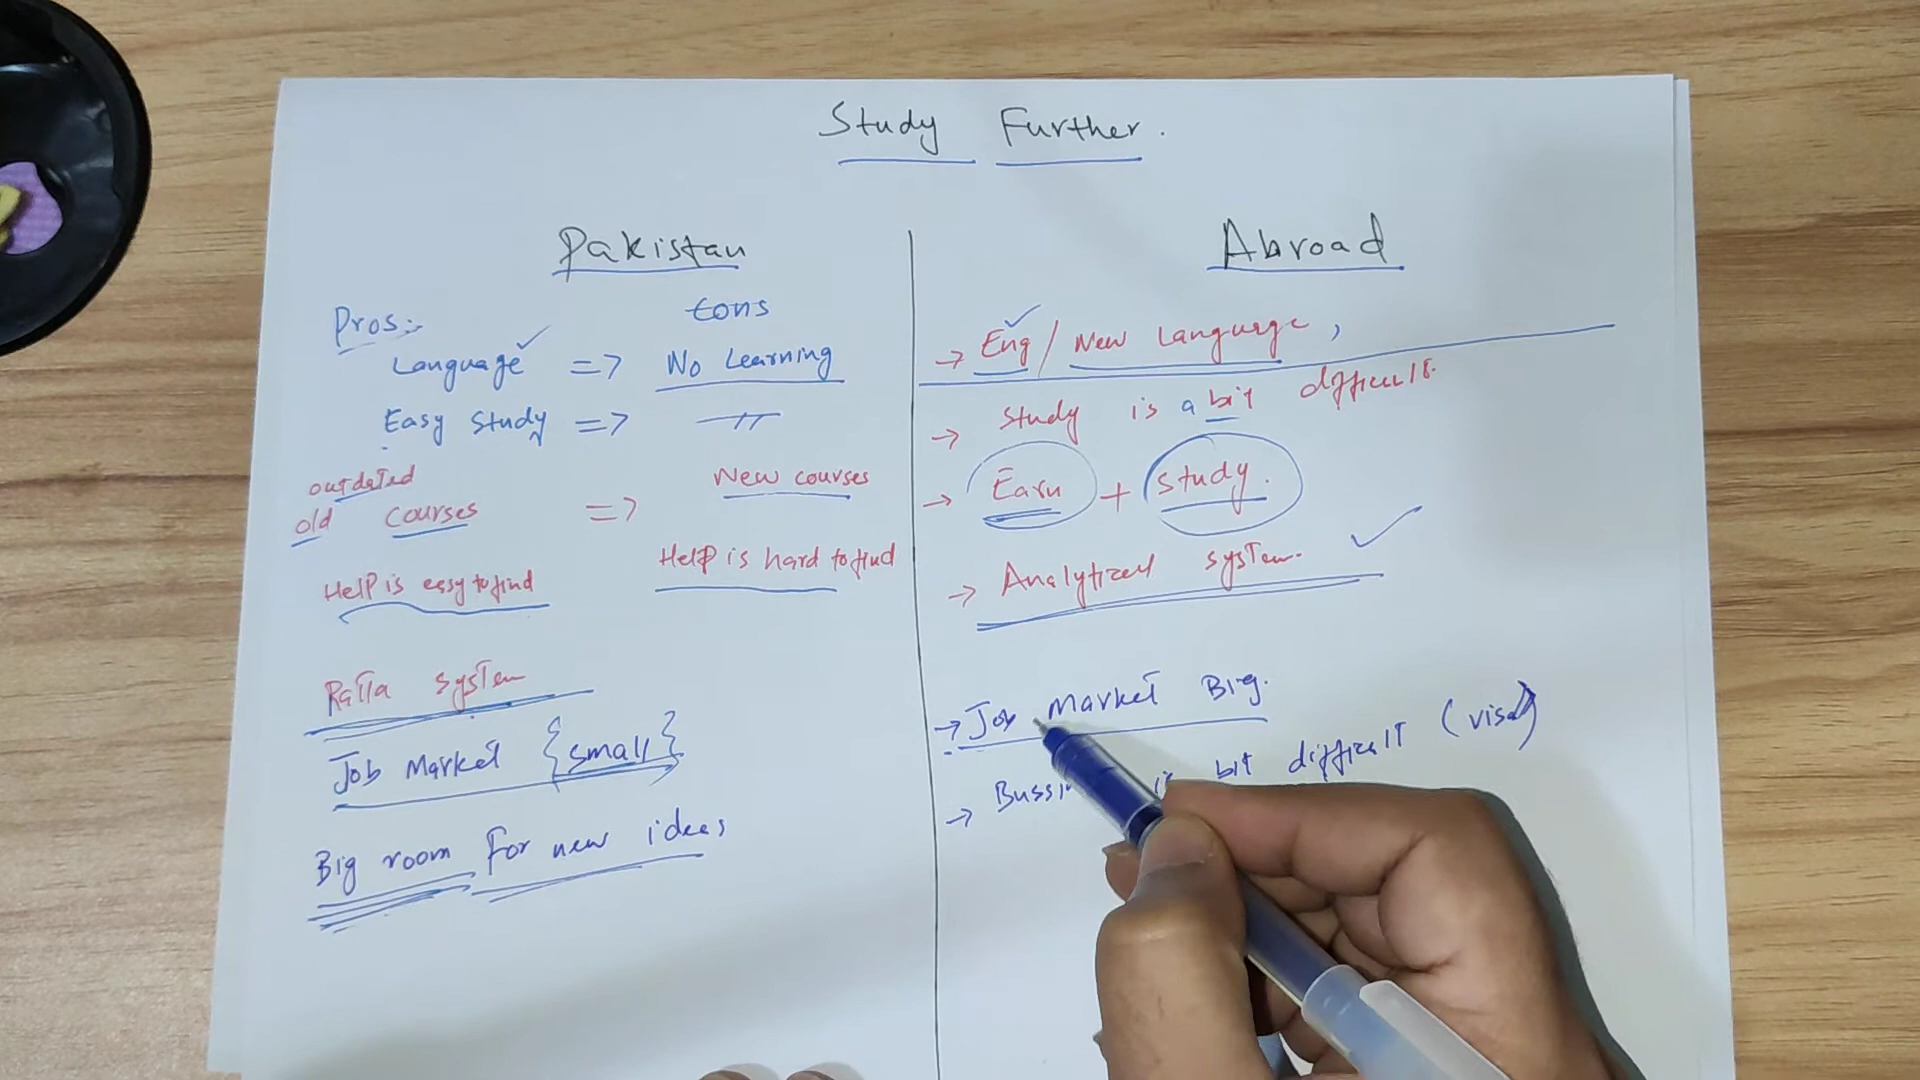 Study Further.
Pakistan
Pros:-
cons
Language => No Learning
Easy study =>
outdated
old courses => New courses
Help is easy to find
Help is hard to find
Ratta system
Job Market {small}
Big room for new ideas
Abroad
→ Eng / New Language,
→ Study is a bit difficult.
→ Earn + study.
→ Analytical system.
→ Job Market Big.
→ bit difficult (visa)